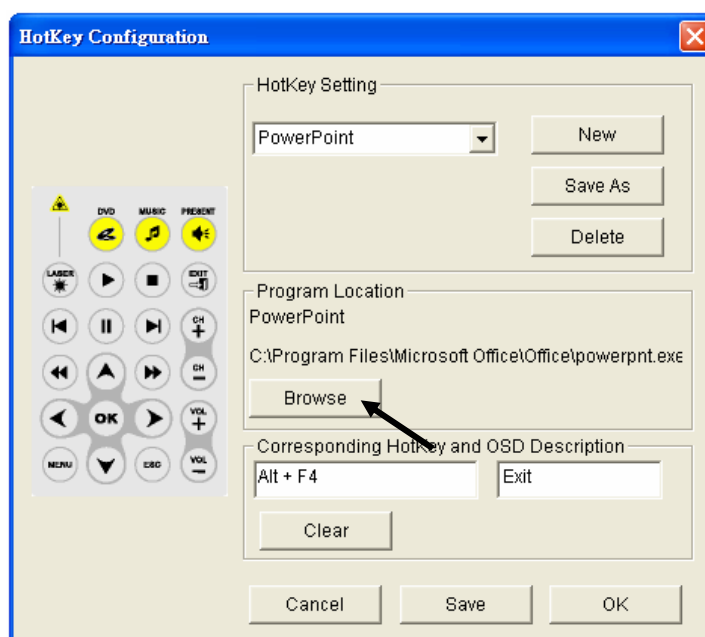 HotKey Configuration
HotKey Setting
PowerPoint
New
Save As
Delete
DVD MUSIC PRESENT
LASER EXIT
CH
+
CH
OK
VOL
+
MENU ESC VOL
Program Location
PowerPoint
C:\Program Files\Microsoft Office\Office\powerpnt.exe
Browse
Corresponding HotKey and OSD Description
Alt + F4 Exit
Clear
Cancel Save OK